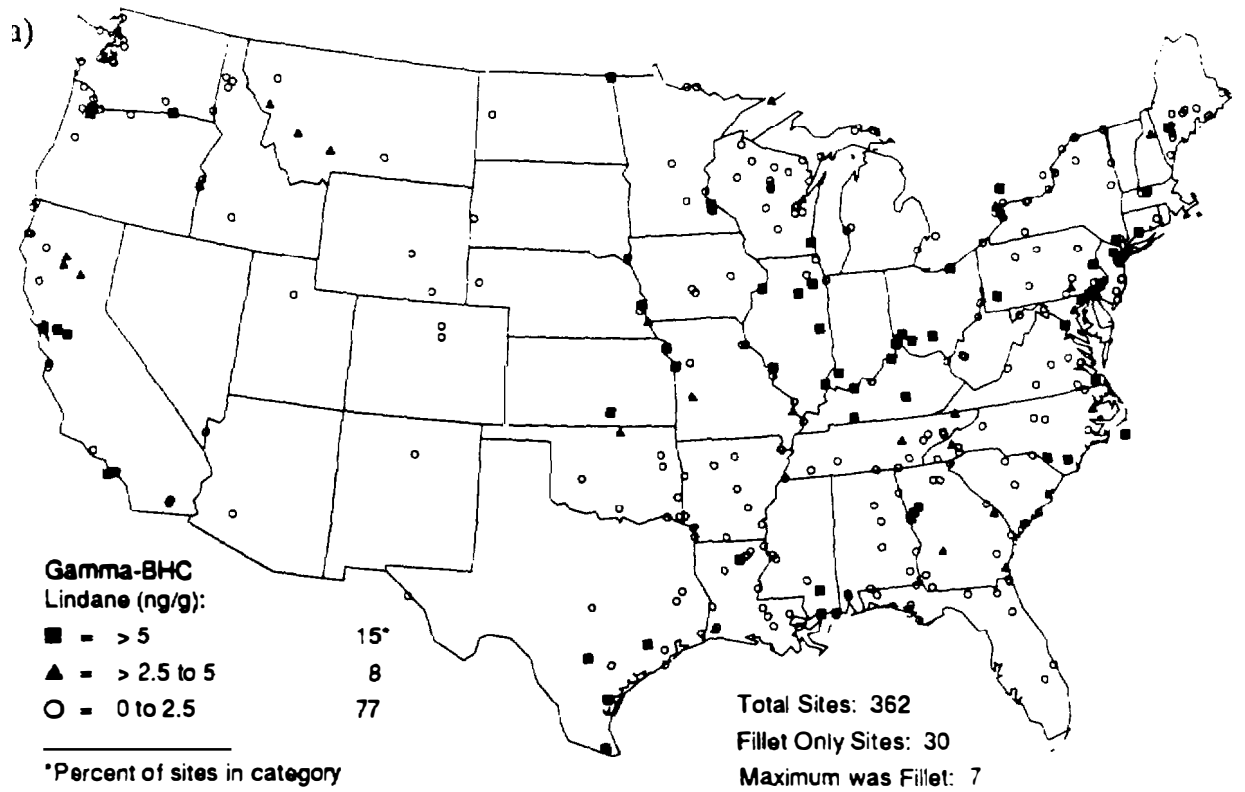 a)
Gamma-BHC
Lindane (ng/g):
■ = > 5 15*
▲ = > 2.5 to 5 8
O = 0 to 2.5 77
*Percent of sites in category
Total Sites: 362
Fillet Only Sites: 30
Maximum was Fillet: 7